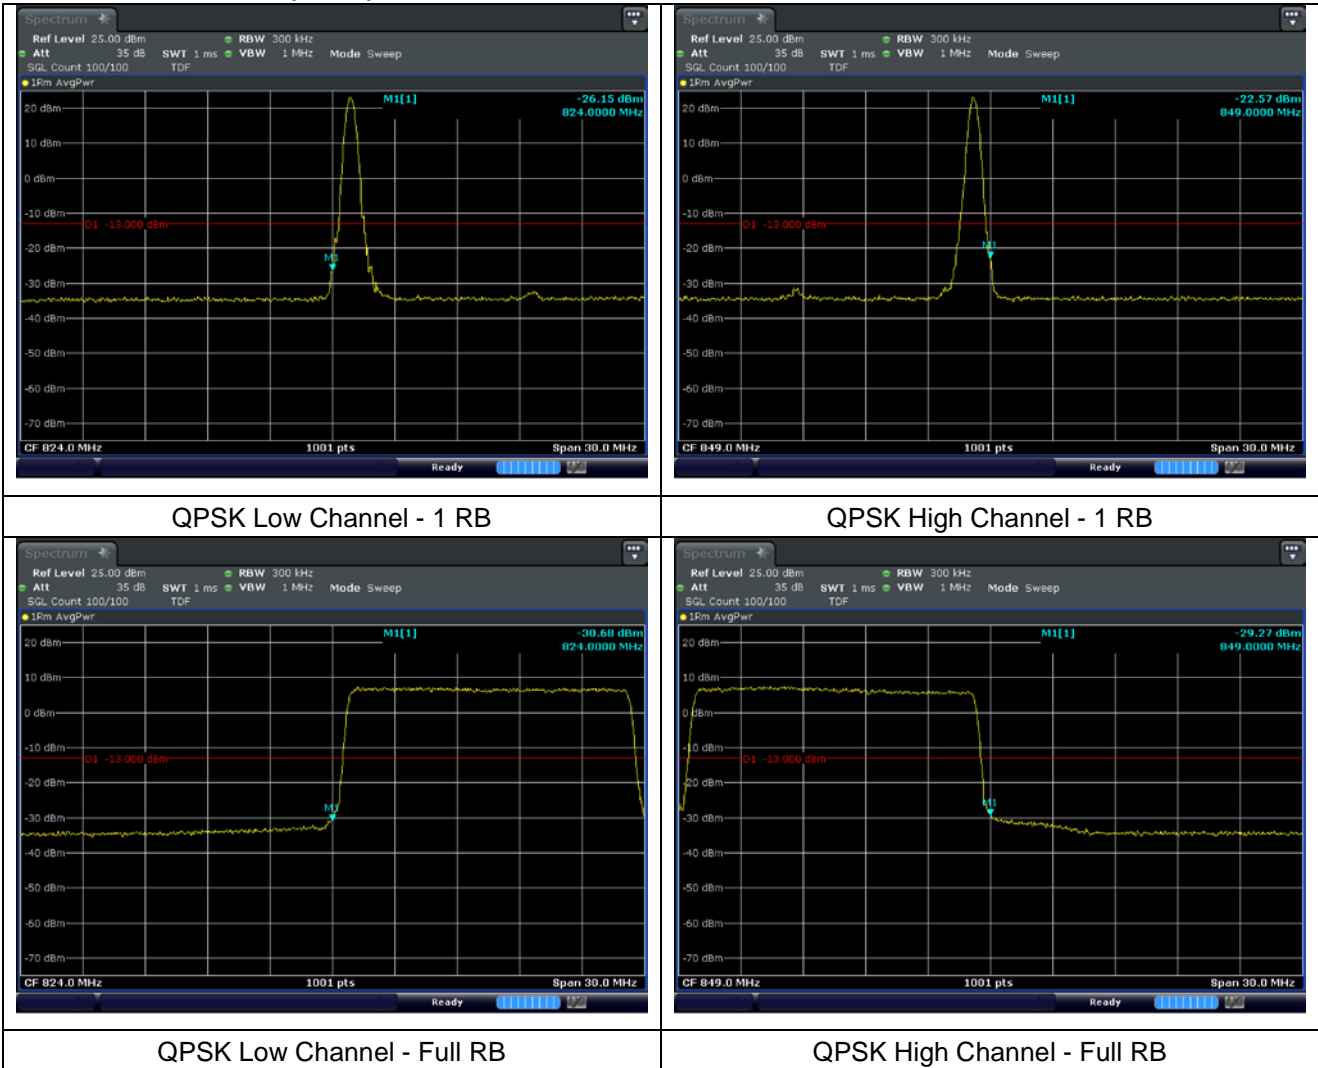 Spectrum
Ref Level 25.00 dBm RBW 300 kHz
Att 35 dB SWT 1 ms VBW 1 MHz Mode Sweep
SGL Count 100/100 TDF
1Rm AvgPwr
M1[1] -26.15 dBm
824.0000 MHz
20 dBm
10 dBm
0 dBm
-10 dBm
D1 -13.000 dBm
-20 dBm
M1
-30 dBm
-40 dBm
-50 dBm
-60 dBm
-70 dBm
CF 824.0 MHz 1001 pts Span 30.0 MHz
Ready
QPSK Low Channel - 1 RB
Spectrum
Ref Level 25.00 dBm RBW 300 kHz
Att 35 dB SWT 1 ms VBW 1 MHz Mode Sweep
SGL Count 100/100 TDF
1Rm AvgPwr
M1[1] -22.57 dBm
849.0000 MHz
20 dBm
10 dBm
0 dBm
-10 dBm
D1 -13.000 dBm
-20 dBm
M1
-30 dBm
-40 dBm
-50 dBm
-60 dBm
-70 dBm
CF 849.0 MHz 1001 pts Span 30.0 MHz
Ready
QPSK High Channel - 1 RB
Spectrum
Ref Level 25.00 dBm RBW 300 kHz
Att 35 dB SWT 1 ms VBW 1 MHz Mode Sweep
SGL Count 100/100 TDF
1Rm AvgPwr
M1[1] -30.68 dBm
824.0000 MHz
20 dBm
10 dBm
0 dBm
-10 dBm
D1 -13.000 dBm
-20 dBm
M1
-30 dBm
-40 dBm
-50 dBm
-60 dBm
-70 dBm
CF 824.0 MHz 1001 pts Span 30.0 MHz
Ready
QPSK Low Channel - Full RB
Spectrum
Ref Level 25.00 dBm RBW 300 kHz
Att 35 dB SWT 1 ms VBW 1 MHz Mode Sweep
SGL Count 100/100 TDF
1Rm AvgPwr
M1[1] -29.27 dBm
849.0000 MHz
20 dBm
10 dBm
0 dBm
-10 dBm
D1 -13.000 dBm
-20 dBm
M1
-30 dBm
-40 dBm
-50 dBm
-60 dBm
-70 dBm
CF 849.0 MHz 1001 pts Span 30.0 MHz
Ready
QPSK High Channel - Full RB